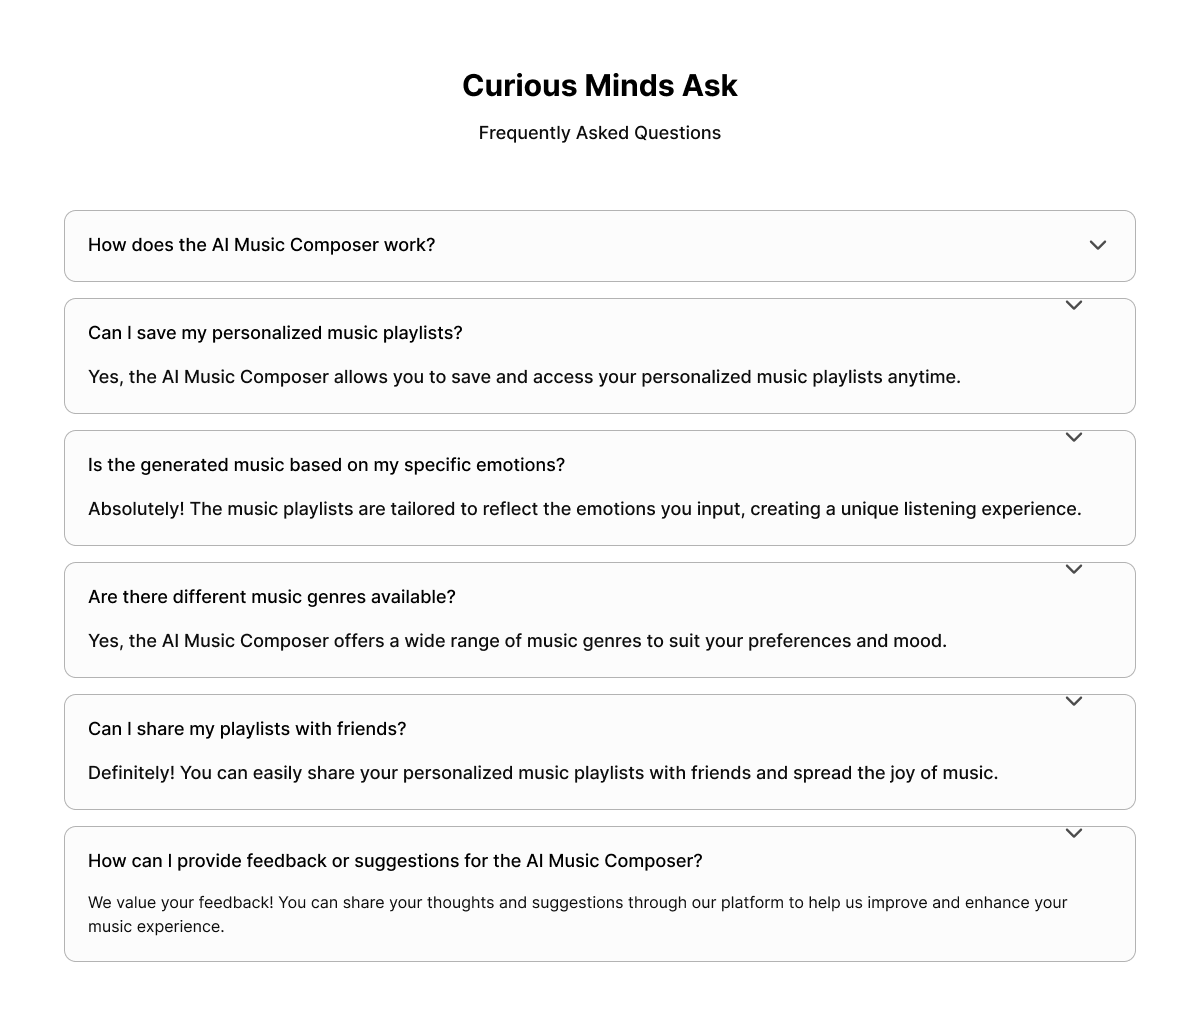 Curious Minds Ask
Frequently Asked Questions
How does the AI Music Composer work?
Can I save my personalized music playlists?
Yes, the AI Music Composer allows you to save and access your personalized music playlists anytime.
Is the generated music based on my specific emotions?
Absolutely! The music playlists are tailored to reflect the emotions you input, creating a unique listening experience.
Are there different music genres available?
Yes, the AI Music Composer offers a wide range of music genres to suit your preferences and mood.
Can I share my playlists with friends?
Definitely! You can easily share your personalized music playlists with friends and spread the joy of music.
How can I provide feedback or suggestions for the AI Music Composer?
We value your feedback! You can share your thoughts and suggestions through our platform to help us improve and enhance your
music experience.